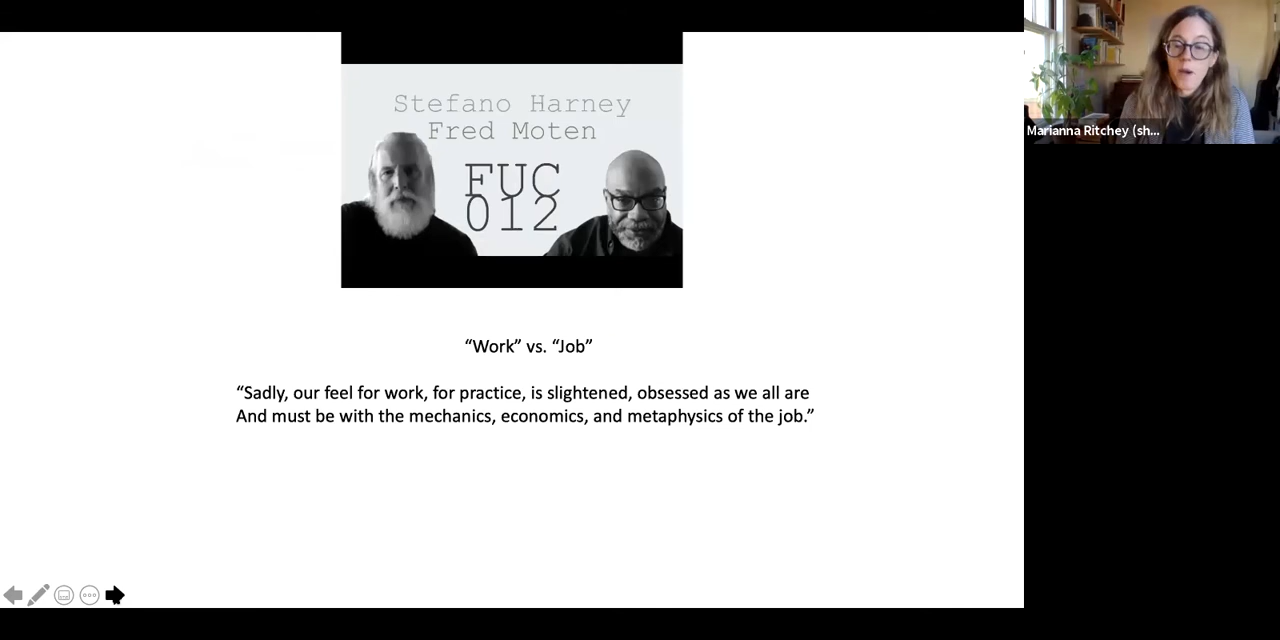 Stefano Harney
Fred Moten
FUC
012
Marianna Ritchey (sh...
“Work” vs. “Job”
“Sadly, our feel for work, for practice, is slightened, obsessed as we all are
And must be with the mechanics, economics, and metaphysics of the job.”